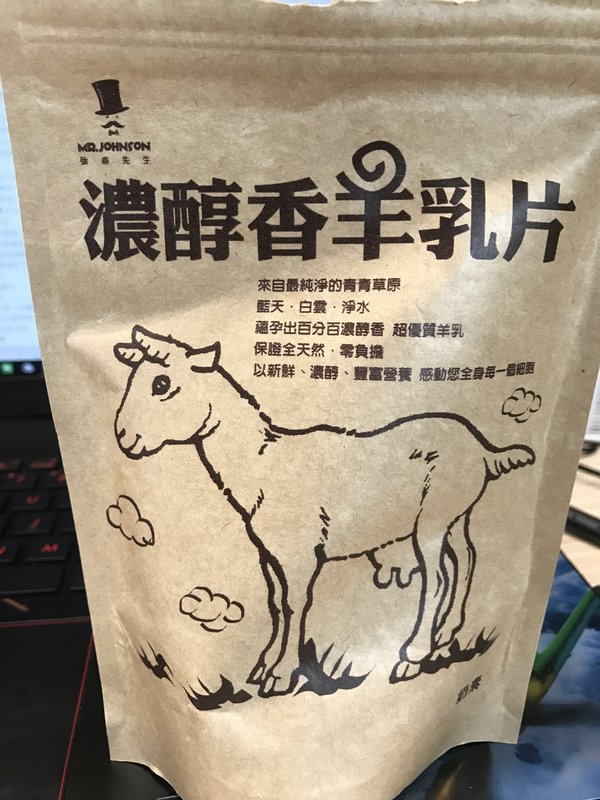 MR.JOHNSON
強森先生
濃醇香羊乳片
來自最純淨的青青草原
藍天．白雲．淨水
蘊孕出百分百濃醇香 超優質羊乳
保證全天然．零負擔
以新鮮、濃醇、豐富營養 感動您全身每一個細胞
奶素